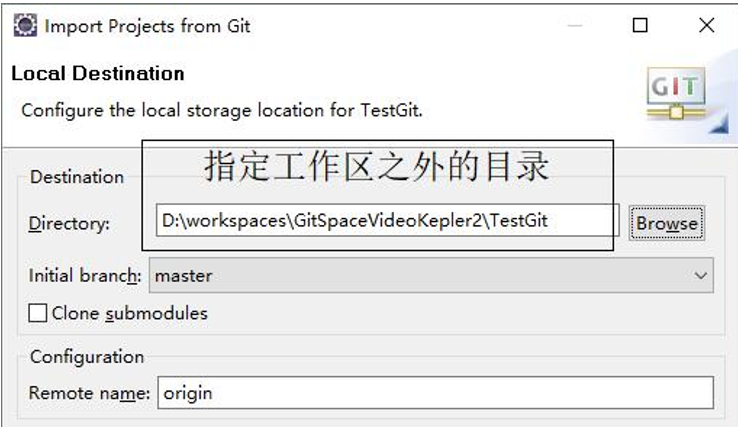 Import Projects from Git
Local Destination
Configure the local storage location for TestGit.
GIT
指定工作区之外的目录
Destination
Directory: D:\workspaces\GitSpaceVideoKepler2\TestGit Browse
Initial branch: master
Clone submodules
Configuration
Remote name: origin